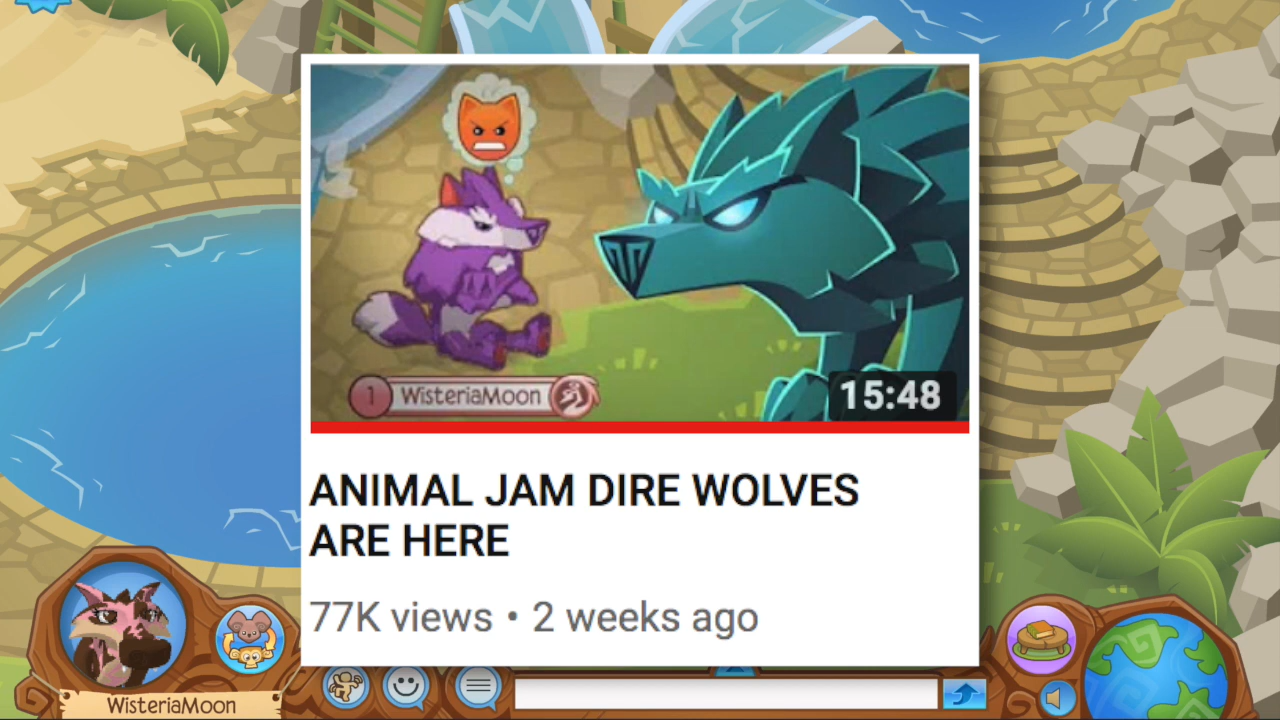 1 WisteriaMoon
15:48
ANIMAL JAM DIRE WOLVES
ARE HERE
77K views • 2 weeks ago
WisteriaMoon